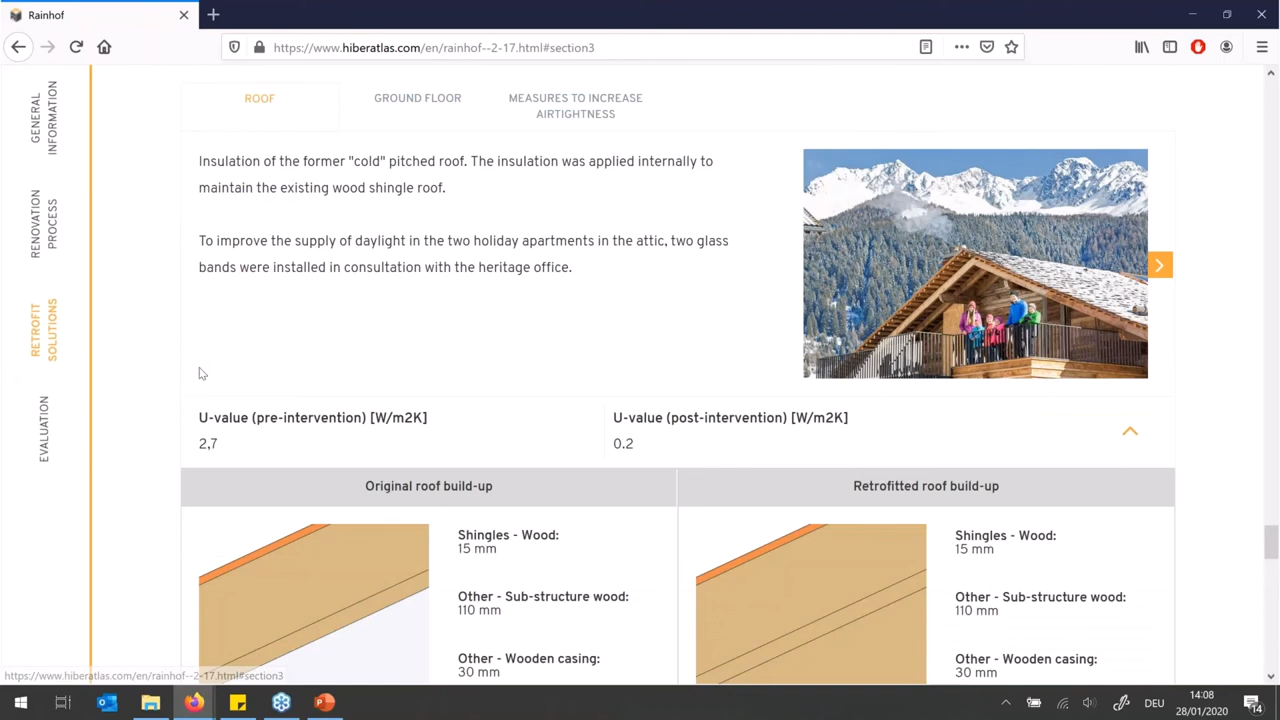 Rainhof
https://www.hiberatlas.com/en/rainhof--2-17.html#section3
GENERAL
INFORMATION
RENOVATION
PROCESS
RETROFIT
SOLUTIONS
EVALUATION
ROOF
GROUND FLOOR
MEASURES TO INCREASE
AIRTIGHTNESS
Insulation of the former "cold" pitched roof. The insulation was applied internally to
maintain the existing wood shingle roof.
To improve the supply of daylight in the two holiday apartments in the attic, two glass
bands were installed in consultation with the heritage office.
U-value (pre-intervention) [W/m2K]
2,7
U-value (post-intervention) [W/m2K]
0.2
Original roof build-up
Retrofitted roof build-up
Shingles - Wood:
15 mm
Other - Sub-structure wood:
110 mm
Other - Wooden casing:
30 mm
Shingles - Wood:
15 mm
Other - Sub-structure wood:
110 mm
Other - Wooden casing:
30 mm
https://www.hiberatlas.com/en/rainhof--2-17.html#section3
DEU
14:08
28/01/2020
14